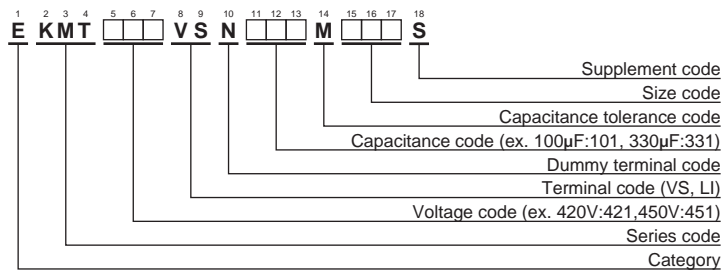 1 2 3 4 5 6 7 8 9 10 11 12 13 14 15 16 17 18
E KMT □□□ VS N □□□ M □□□ S
Supplement code
Size code
Capacitance tolerance code
Capacitance code (ex. 100μF:101, 330μF:331)
Dummy terminal code
Terminal code (VS, LI)
Voltage code (ex. 420V:421,450V:451)
Series code
Category